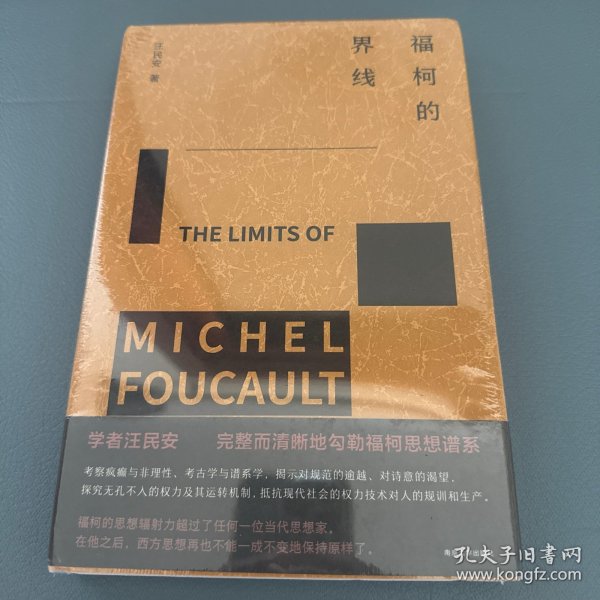 福柯的
界线
汪民安 著
THE LIMITS OF
MICHEL
FOUCAULT
学者汪民安 完整而清晰地勾勒福柯思想谱系
考察疯癫与非理性、考古学与谱系学，揭示对规范的逾越、对诗意的渴望，
探究无孔不入的权力及其运转机制，抵抗现代社会的权力技术对人的规训和生产。
福柯的思想辐射力超过了任何一位当代思想家。
在他之后，西方思想再也不能一成不变地保持原样了。
孔夫子旧书网
www.kongfz.com